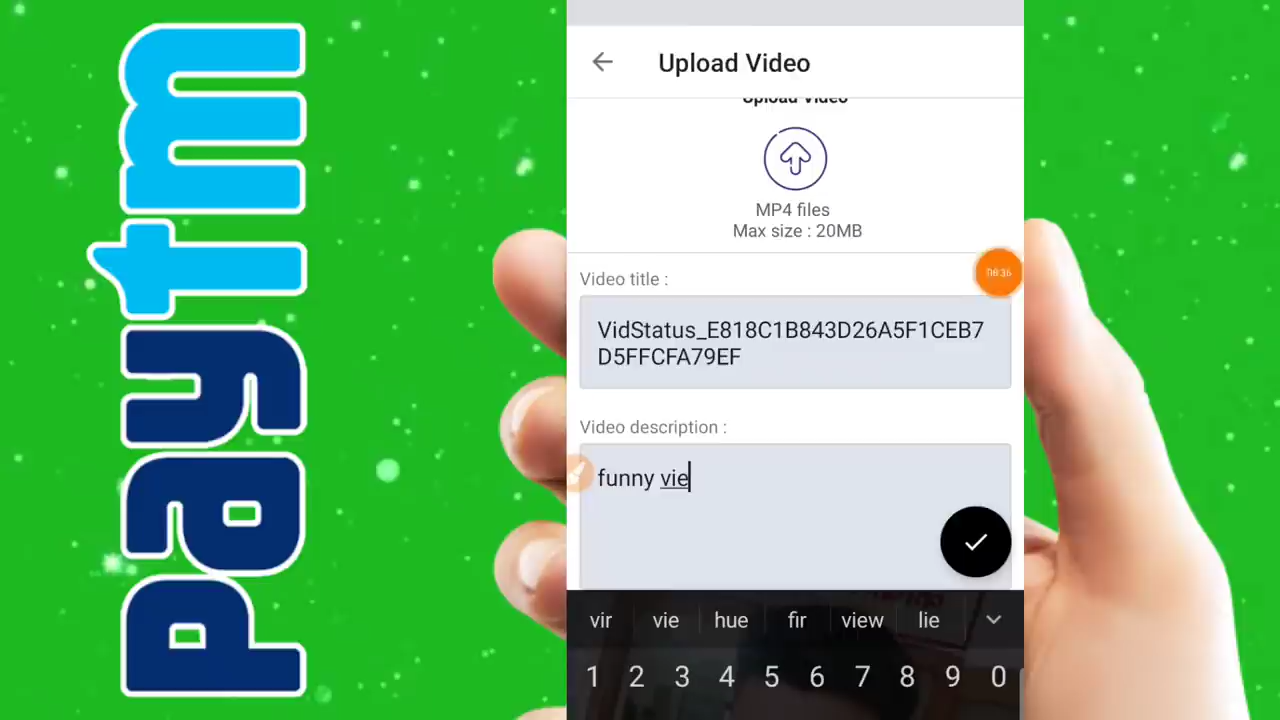 Paytm
Upload Video
Upload Video
MP4 files
Max size : 20MB
Video title :
VidStatus_E818C1B843D26A5F1CEB7
D5FFCFA79EF
Video description :
funny vie
vir vie hue fir view lie
1 2 3 4 5 6 7 8 9 0